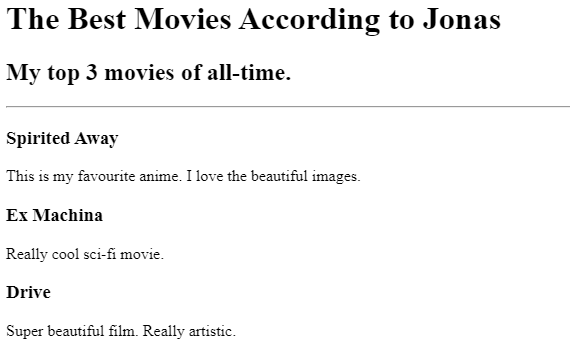 The Best Movies According to Jonas
My top 3 movies of all-time.
Spirited Away
This is my favourite anime. I love the beautiful images.
Ex Machina
Really cool sci-fi movie.
Drive
Super beautiful film. Really artistic.